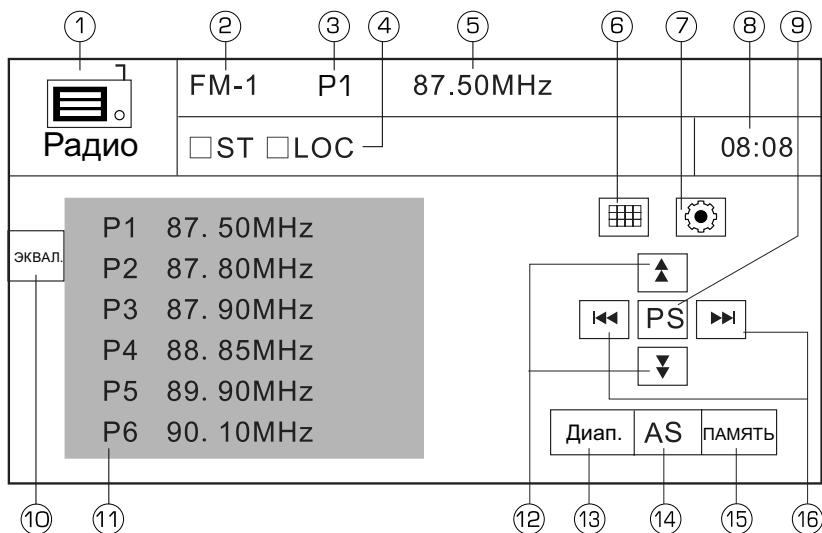 1 2 3 4 5 6 7 8 9
FM-1 P1 87.50MHz
Радио
ST LOC 08:08
ЭКВАЛ.
P1 87. 50MHz
P2 87. 80MHz
P3 87. 90MHz
P4 88. 85MHz
P5 89. 90MHz
P6 90. 10MHz
PS
Диап. AS ПАМЯТЬ
10 11 12 13 14 15 16